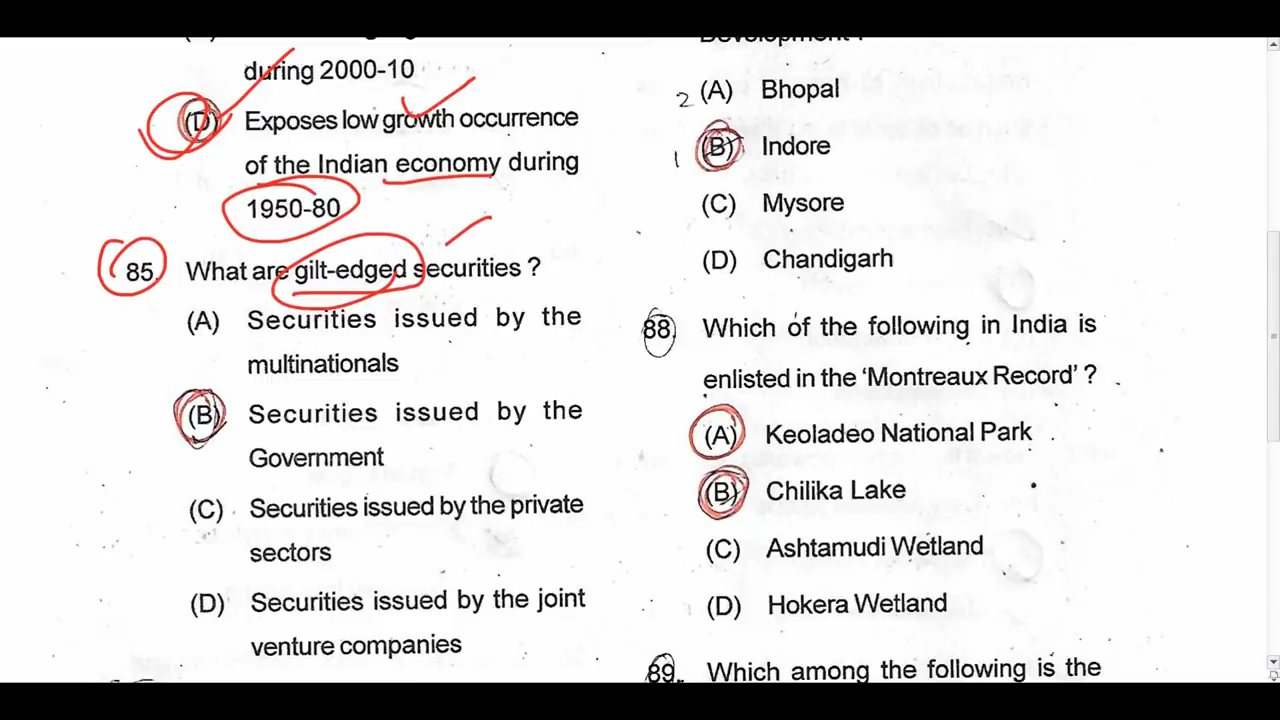 during 2000-10
(D) Exposes low growth occurrence
of the Indian economy during
1950-80
85. What are gilt-edged securities ?
(A) Securities issued by the
multinationals
(B) Securities issued by the
Government
(C) Securities issued by the private
sectors
(D) Securities issued by the joint
venture companies
Development ?
2 (A) Bhopal
1 (B) Indore
(C) Mysore
(D) Chandigarh
88. Which of the following in India is
enlisted in the ‘Montreaux Record’ ?
(A) Keoladeo National Park
(B) Chilika Lake
(C) Ashtamudi Wetland
(D) Hokera Wetland
89. Which among the following is the